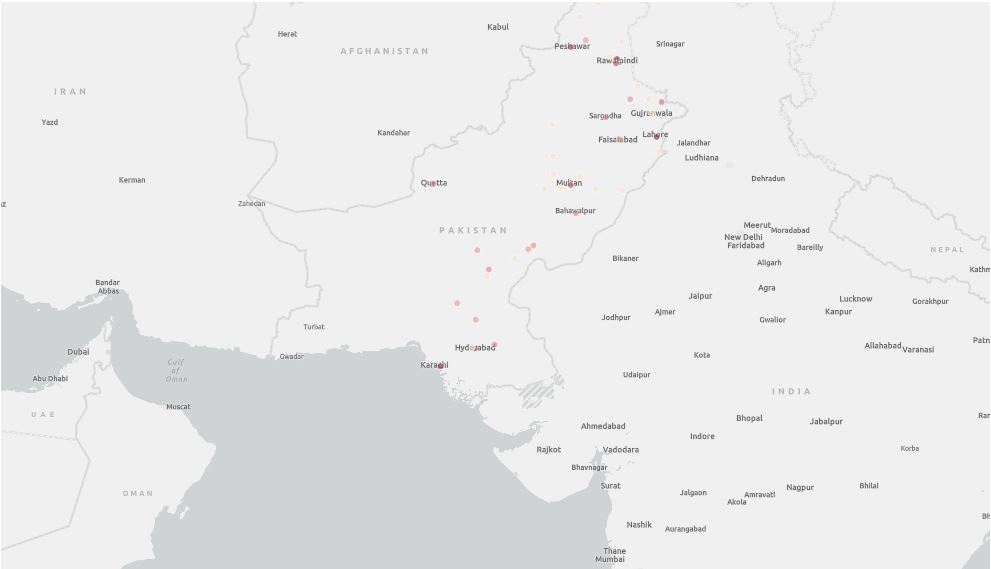 Kabul
Herat
AFGHANISTAN
Peshawar
Srinagar
Rawalpindi
IRAN
Yazd
Sargodha
Gujranwala
Kandahar
Faisalabad
Lahore
Jalandhar
Ludhiana
Kerman
Quetta
Multan
Dehradun
Zahedan
Bahawalpur
PAKISTAN
Meerut
Moradabad
New Delhi
Faridabad
Bareilly
NEPAL
Bikaner
Aligarh
Kathm
Bandar
Abbas
Agra
Jaipur
Lucknow
Gorakhpur
Kanpur
Jodhpur
Ajmer
Gwalior
Turbat
Patn
Dubai
Gwadar
Hyderabad
Allahabad
Varanasi
Kota
Gulf
of
Oman
Karachi
Abu Dhabi
Udaipur
INDIA
Muscat
UAE
Bhopal
Jabalpur
Ahmedabad
Indore
Rajkot
Vadodara
Korba
Bhavnagar
Surat
Nagpur
Bhilai
OMAN
Jalgaon
Amravati
Akola
Nashik
Aurangabad
Thane
Mumbai